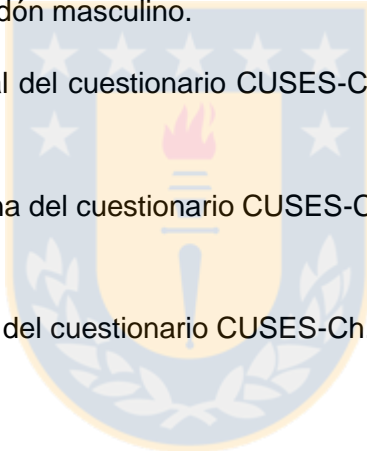 dón masculino.
l del cuestionario CUSES-C
na del cuestionario CUSES-C
del cuestionario CUSES-Ch